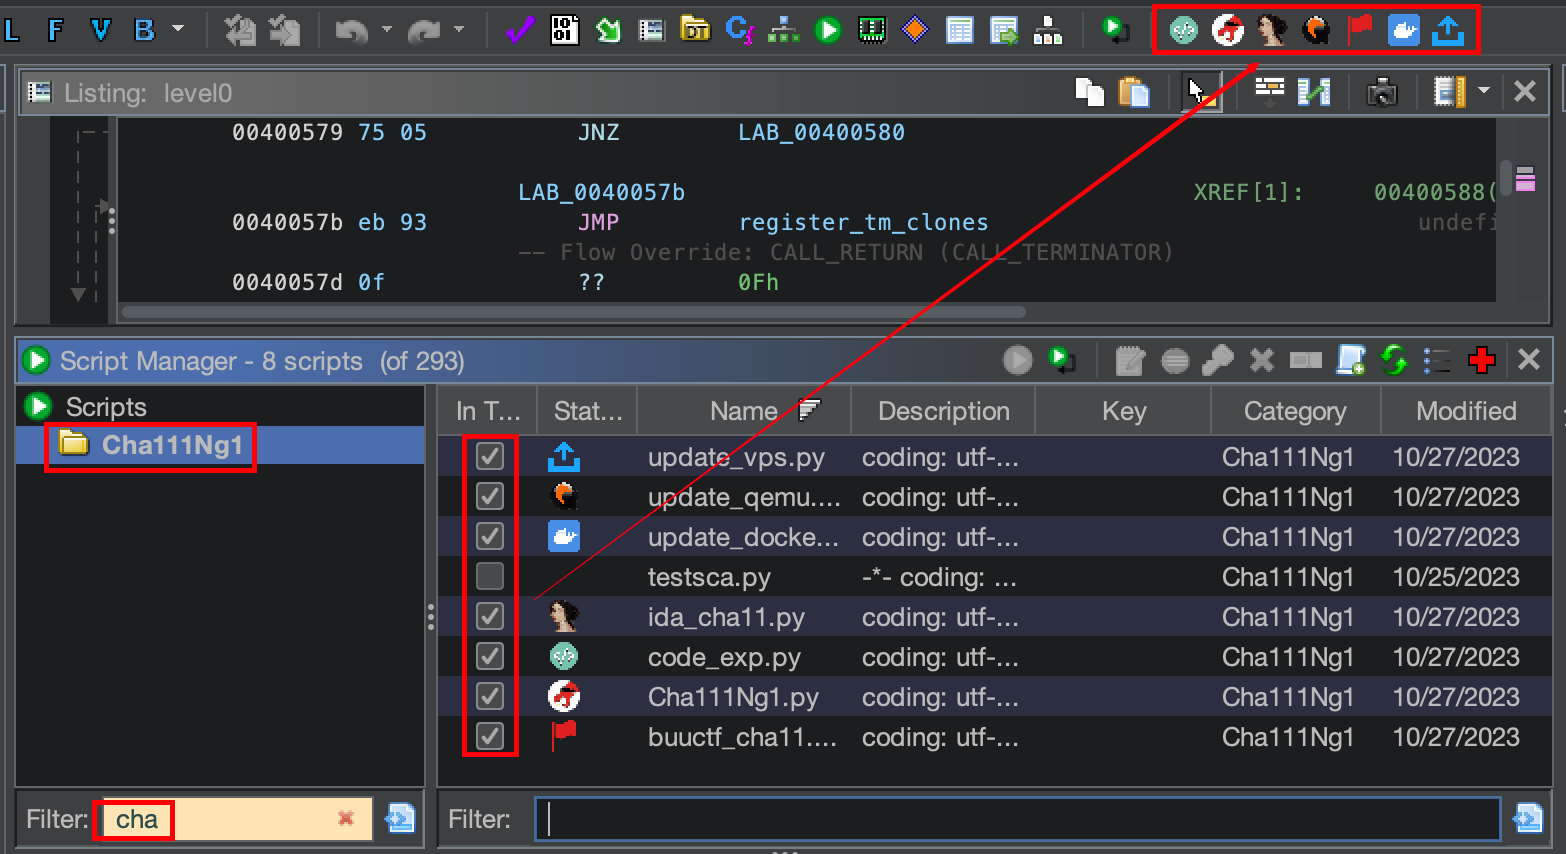 L F V B
Listing: level0
00400579 75 05 JNZ LAB_00400580
LAB_0040057b XREF[1]: 00400588(
0040057b eb 93 JMP register_tm_clones undefi
-- Flow Override: CALL_RETURN (CALL_TERMINATOR)
0040057d 0f ?? 0Fh
Script Manager - 8 scripts (of 293)
Scripts
Cha111Ng1
In T... Stat... Name Description Key Category Modified
update_vps.py coding: utf-... Cha111Ng1 10/27/2023
update_qemu.... coding: utf-... Cha111Ng1 10/27/2023
update_docke... coding: utf-... Cha111Ng1 10/27/2023
testsca.py -*- coding: ... Cha111Ng1 10/25/2023
ida_cha11.py coding: utf-... Cha111Ng1 10/27/2023
code_exp.py coding: utf-... Cha111Ng1 10/27/2023
Cha111Ng1.py coding: utf-... Cha111Ng1 10/27/2023
buuctf_cha11.... coding: utf-... Cha111Ng1 10/27/2023
Filter: cha
Filter: